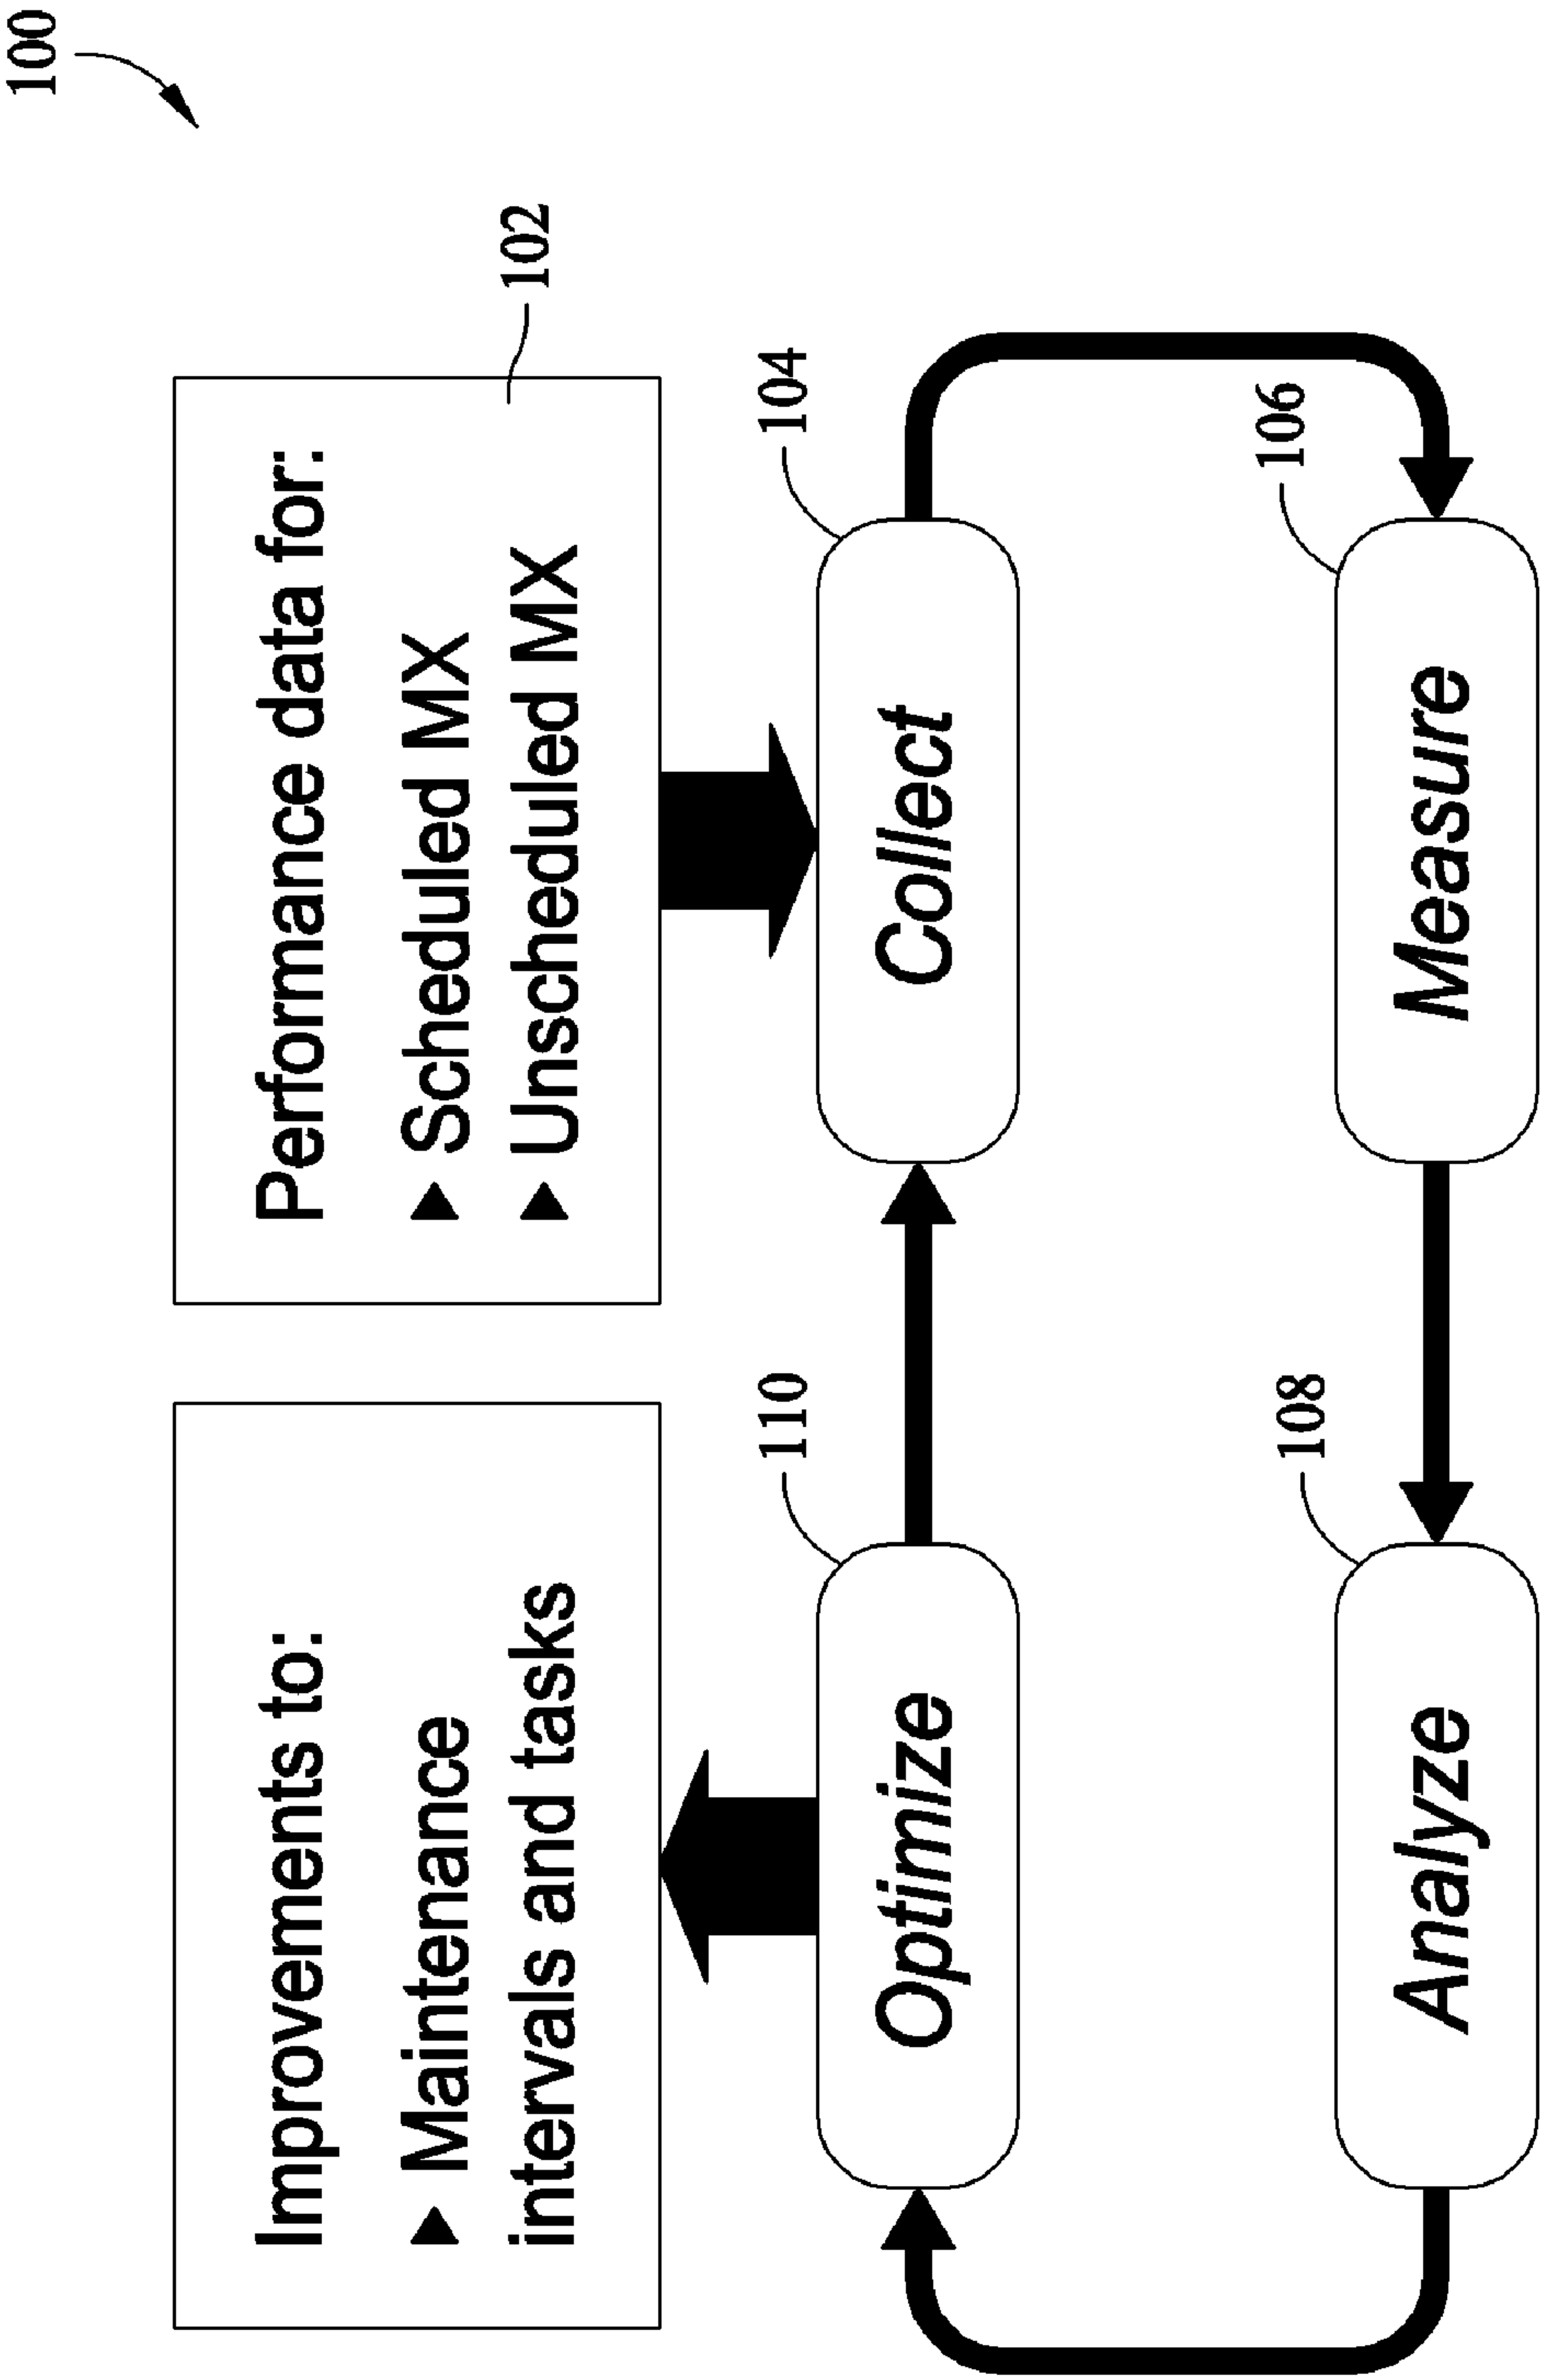 100
Improvements to:
▶ Maintenance
intervals and tasks
Performance data for:
▶ Scheduled MX
▶ Unscheduled MX
102
110
Optimize
104
Collect
108
Analyze
106
Measure